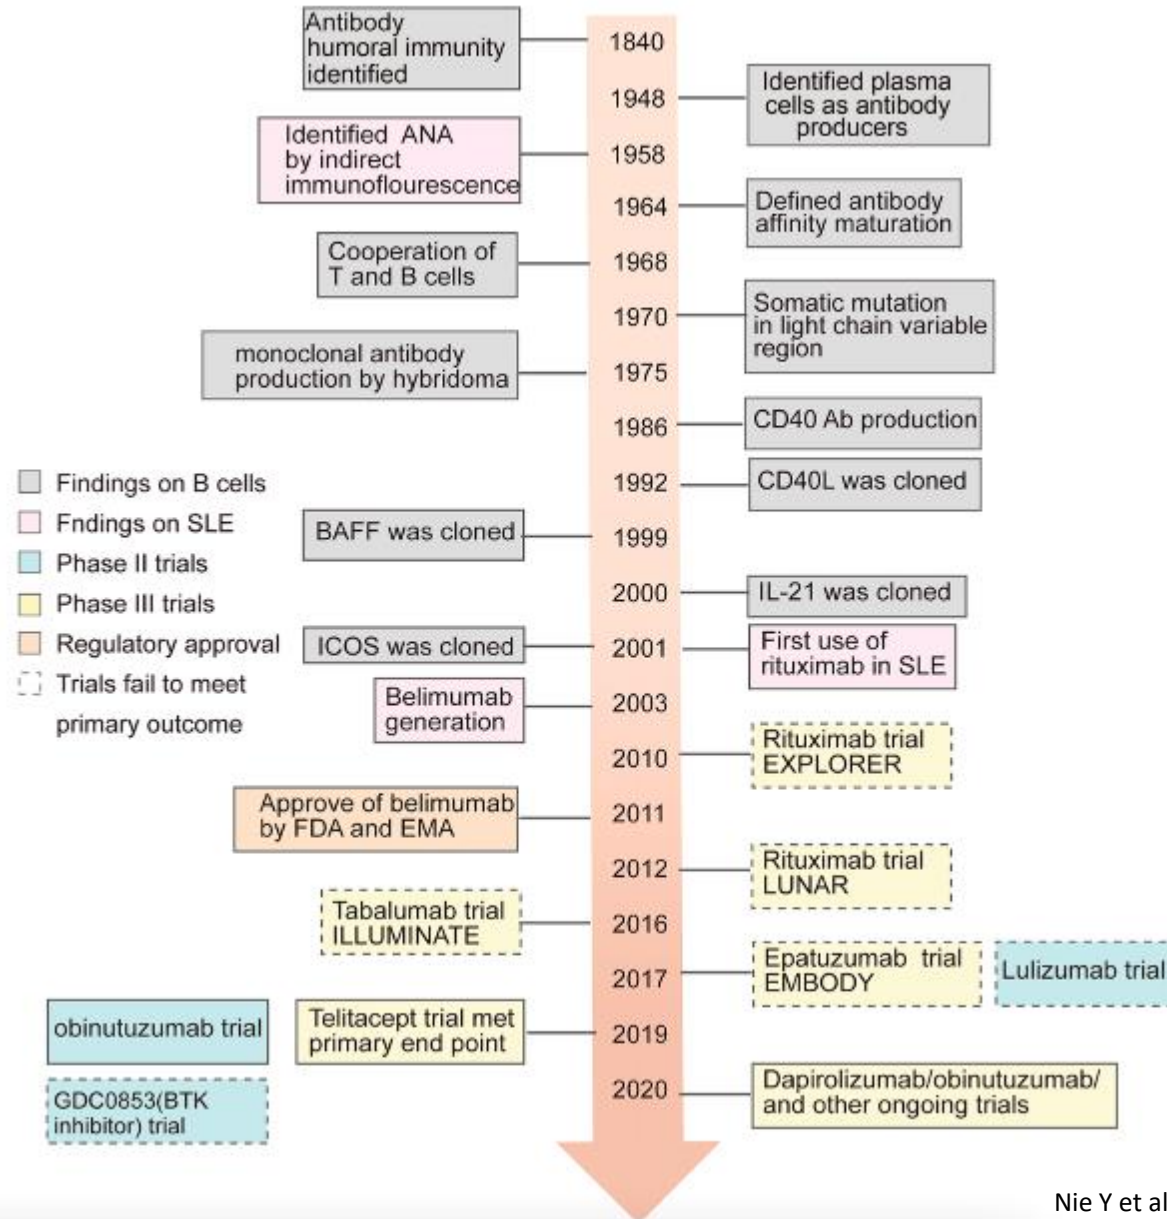 Antibody
humoral immunity
identified
1840
1948
Identified plasma
cells as antibody
producers
Identified ANA
by indirect
immunoflourescence
1958
1964
Defined antibody
affinity maturation
Cooperation of
T and B cells
1968
1970
Somatic mutation
in light chain variable
region
monoclonal antibody
production by hybridoma
1975
1986
CD40 Ab production
1992
CD40L was cloned
Findings on B cells
Fndings on SLE
Phase II trials
Phase III trials
Regulatory approval
Trials fail to meet
primary outcome
BAFF was cloned
1999
2000
IL-21 was cloned
ICOS was cloned
2001
First use of
rituximab in SLE
Belimumab
generation
2003
2010
Rituximab trial
EXPLORER
Approve of belimumab
by FDA and EMA
2011
2012
Rituximab trial
LUNAR
Tabalumab trial
ILLUMINATE
2016
2017
Epatuzumab trial
EMBODY
Lulizumab trial
obinutuzumab trial
Telitacept trial met
primary end point
2019
GDC0853(BTK
inhibitor) trial
2020
Dapirolizumab/obinutuzumab/
and other ongoing trials
Nie Y et al